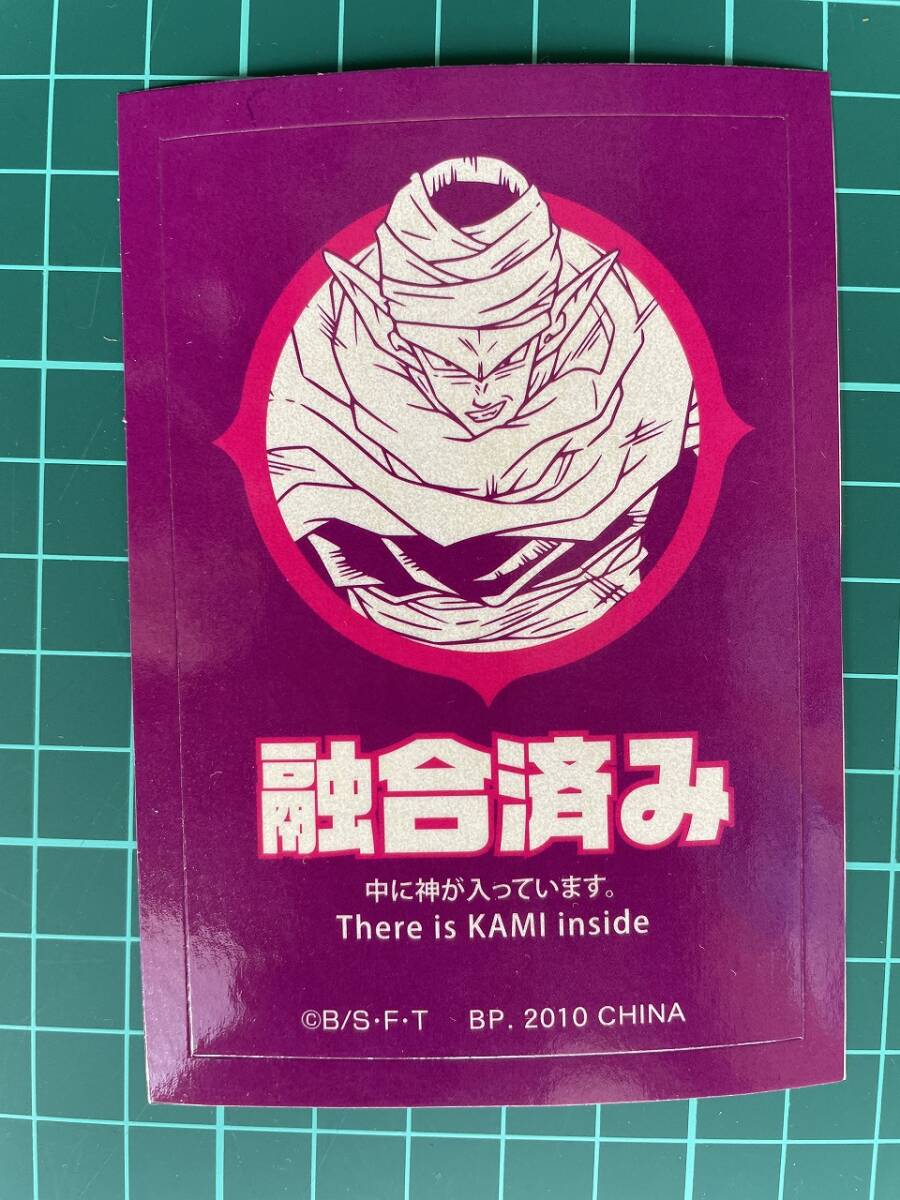 融合済み
中に神が入っています。
There is KAMI inside
©B/S・F・T BP. 2010 CHINA